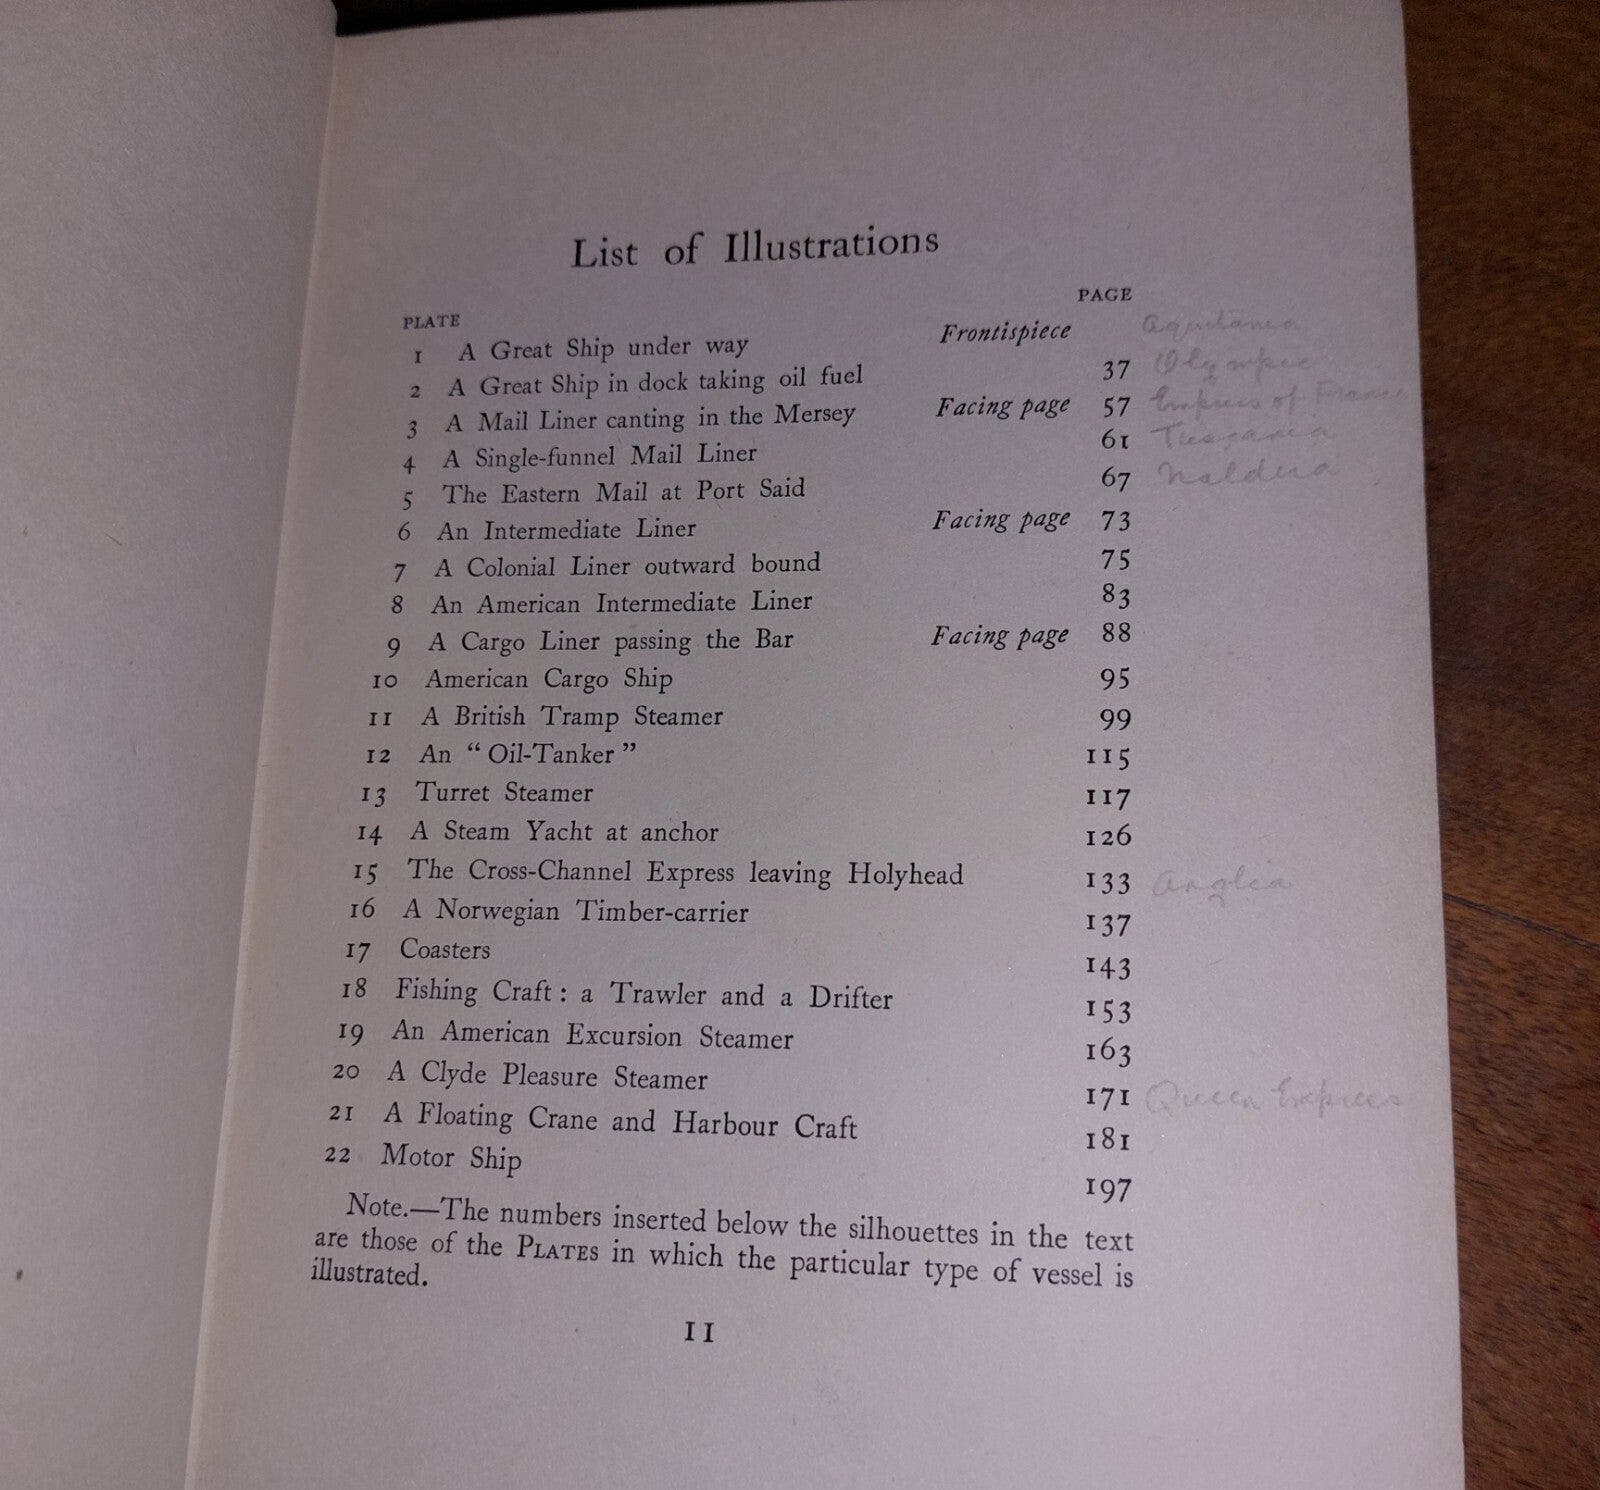 List of Illustrations
PLATE PAGE
1 A Great Ship under way Frontispiece Aquitania
2 A Great Ship in dock taking oil fuel 37 Olympic
3 A Mail Liner canting in the Mersey Facing page 57 Empress of France
4 A Single-funnel Mail Liner 61 Tuscania
5 The Eastern Mail at Port Said 67 Naldera
6 An Intermediate Liner Facing page 73
7 A Colonial Liner outward bound 75
8 An American Intermediate Liner 83
9 A Cargo Liner passing the Bar Facing page 88
10 American Cargo Ship 95
11 A British Tramp Steamer 99
12 An “Oil-Tanker” 115
13 Turret Steamer 117
14 A Steam Yacht at anchor 126
15 The Cross-Channel Express leaving Holyhead 133 Anglia
16 A Norwegian Timber-carrier 137
17 Coasters 143
18 Fishing Craft: a Trawler and a Drifter 153
19 An American Excursion Steamer 163
20 A Clyde Pleasure Steamer 171 Queen Empress
21 A Floating Crane and Harbour Craft 181
22 Motor Ship 197
Note.—The numbers inserted below the silhouettes in the text
are those of the PLATES in which the particular type of vessel is
illustrated.
11